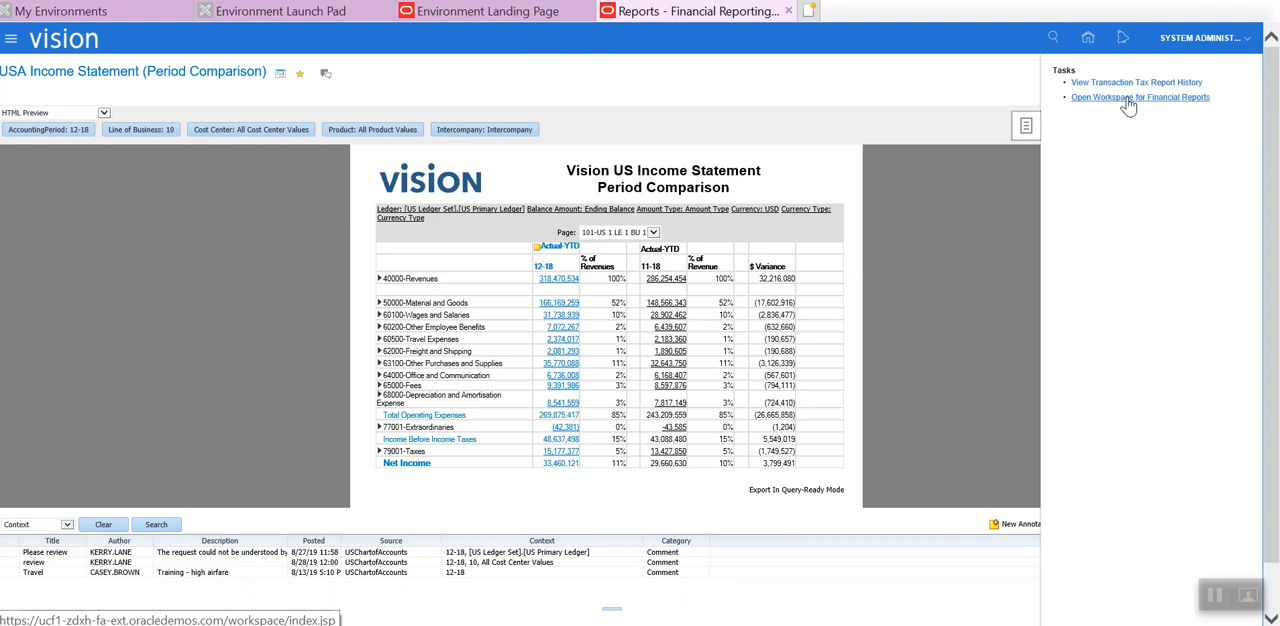 My Environments
Environment Launch Pad
Environment Landing Page
Reports - Financial Reporting...
vision
SYSTEM ADMINIST...
USA Income Statement (Period Comparison)
Tasks
• View Transaction Tax Report History
• Open Workspace for Financial Reports
HTML Preview
AccountingPeriod: 12-18 Line of Business: 10 Cost Center: All Cost Center Values Product: All Product Values Intercompany: Intercompany
vision
Vision US Income Statement
Period Comparison
Ledger: [US Ledger Set].[US Primary Ledger] Balance Amount: Ending Balance Amount Type: Amount Type Currency: USD Currency Type:
Currency Type
Page: 101-US 1 LE 1 BU 1
Actual-YTD Actual-YTD
12-18 % of Revenues 11-18 % of Revenue $ Variance
40000-Revenues 318,470,534 100% 286,254,454 100% 32,216,080
50000-Material and Goods 166,169,259 52% 148,566,343 52% (17,602,916)
60100-Wages and Salaries 31,738,939 10% 28,902,462 10% (2,836,477)
60200-Other Employee Benefits 7,072,267 2% 6,439,607 2% (632,660)
60500-Travel Expenses 2,374,017 1% 2,183,360 1% (190,657)
62000-Freight and Shipping 2,081,293 1% 1,890,605 1% (190,688)
63100-Other Purchases and Supplies 35,770,088 11% 32,643,750 11% (3,126,339)
64000-Office and Communication 6,736,008 2% 6,168,407 2% (567,601)
65000-Fees 9,391,986 3% 8,597,876 3% (794,111)
68000-Depreciation and Amortisation
Expense 8,541,559 3% 7,817,149 3% (724,410)
Total Operating Expenses 269,875,417 85% 243,209,559 85% (26,665,858)
77001-Extraordinaries (42,381) 0% -43,585 0% (1,204)
Income Before Income Taxes 48,637,498 15% 43,088,480 15% 5,549,019
79001-Taxes 15,177,377 5% 13,427,850 5% (1,749,527)
Net Income 33,460,121 11% 29,660,630 10% 3,799,491
Export In Query-Ready Mode
Context Clear Search New Annota
Title Author Description Posted Source Context Category
Please review KERRY.LANE The request could not be understood by 8/27/19 11:58 USChartofAccounts 12-18, [US Ledger Set].[US Primary Ledger] Comment
review KERRY.LANE 8/28/19 12:00 USChartofAccounts 12-18, 10, All Cost Center Values Comment
Travel CASEY.BROWN Training - high airfare 8/13/19 5:10 P USChartofAccounts 12-18 Comment
https://ucf1-zdxh-fa-ext.oracledemos.com/workspace/index.jsp